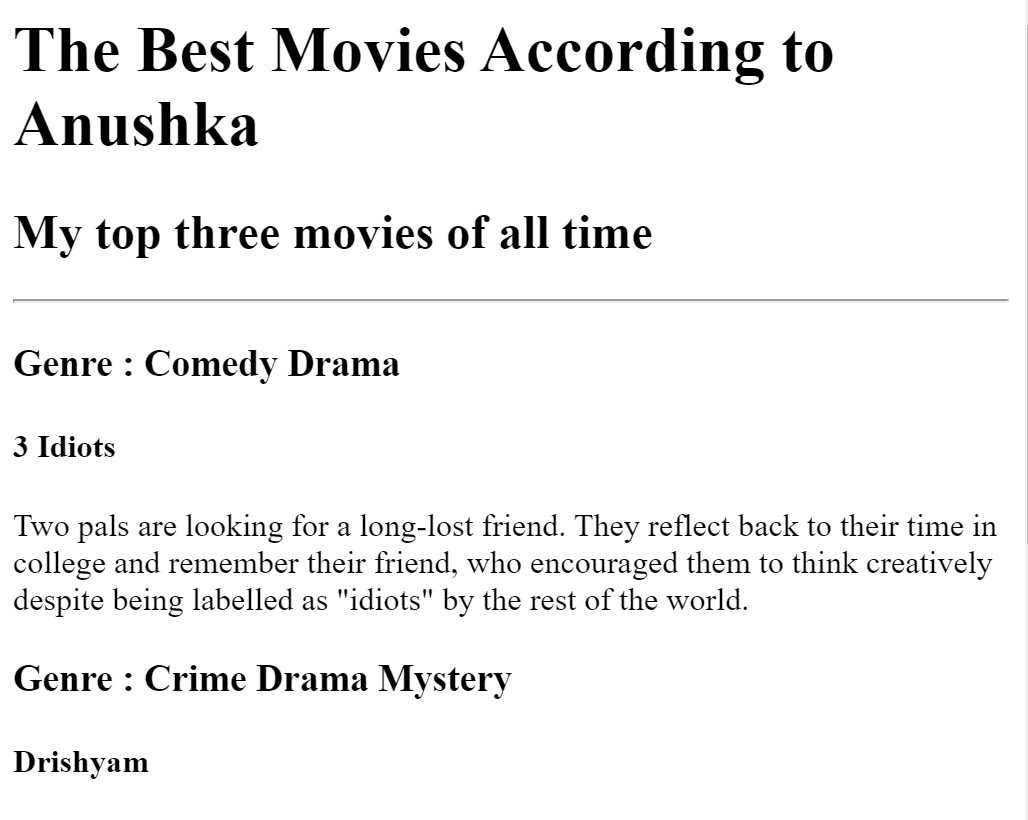 The Best Movies According to
Anushka
My top three movies of all time
Genre : Comedy Drama
3 Idiots
Two pals are looking for a long-lost friend. They reflect back to their time in
college and remember their friend, who encouraged them to think creatively
despite being labelled as "idiots" by the rest of the world.
Genre : Crime Drama Mystery
Drishyam